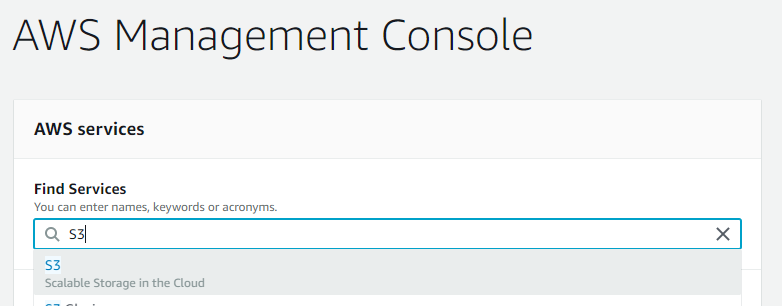 AWS Management Console
AWS services
Find Services
You can enter names, keywords or acronyms.
S3
S3
Scalable Storage in the Cloud